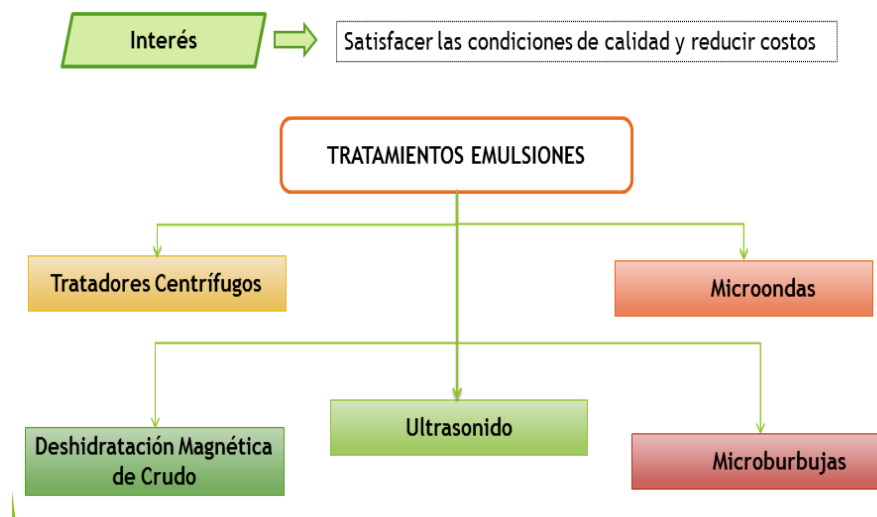 Interés
Satisfacer las condiciones de calidad y reducir costos
TRATAMIENTOS EMULSIONES
Tratadores Centrífugos
Microondas
Deshidratación Magnética
de Crudo
Ultrasonido
Microburbujas